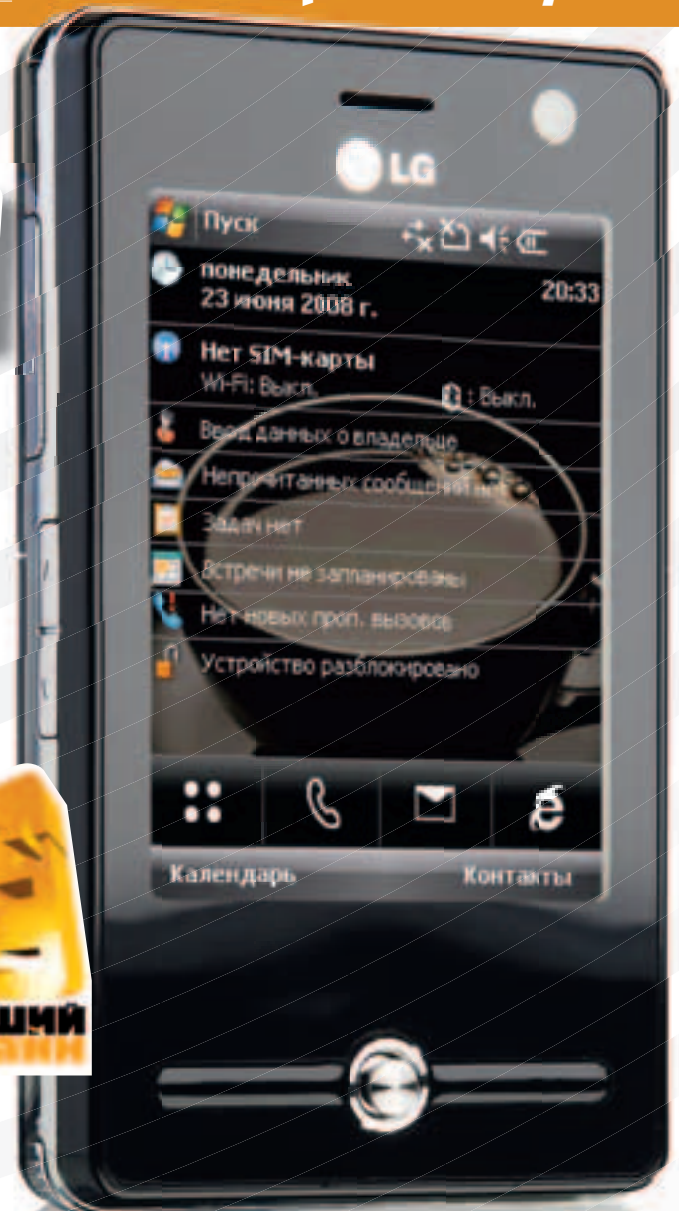 LG
Пуск
понедельник
20:33
23 июня 2008 г.
Нет SIM-карты
Wi-Fi: Выкл.
: Выкл.
Ввод данных о владельце
Непрочитанных сообщений нет
Задач нет
Встречи не запланированы
Нет новых проп. вызовов
Устройство разблокировано
Календарь
Контакты